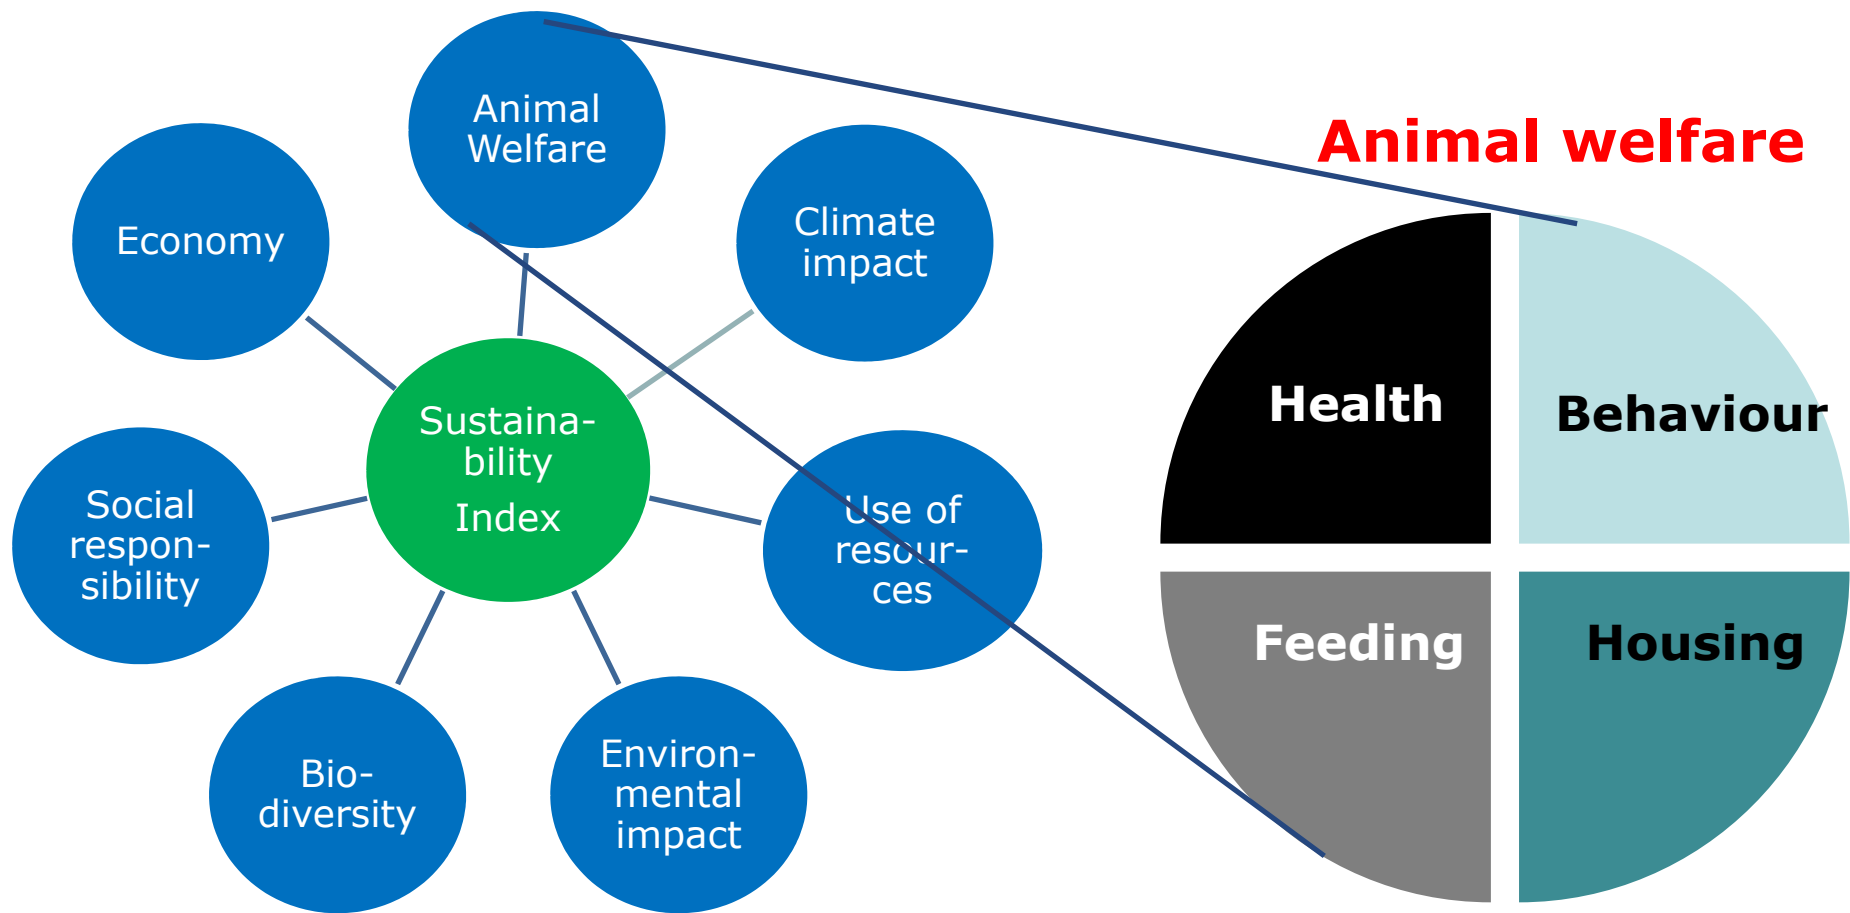 Animal
Welfare
Economy
Climate
impact
Sustaina-
bility
Index
Social
respon-
sibility
Use of
resour-
ces
Bio-
diversity
Environ-
mental
impact
Animal welfare
Health
Behaviour
Feeding
Housing